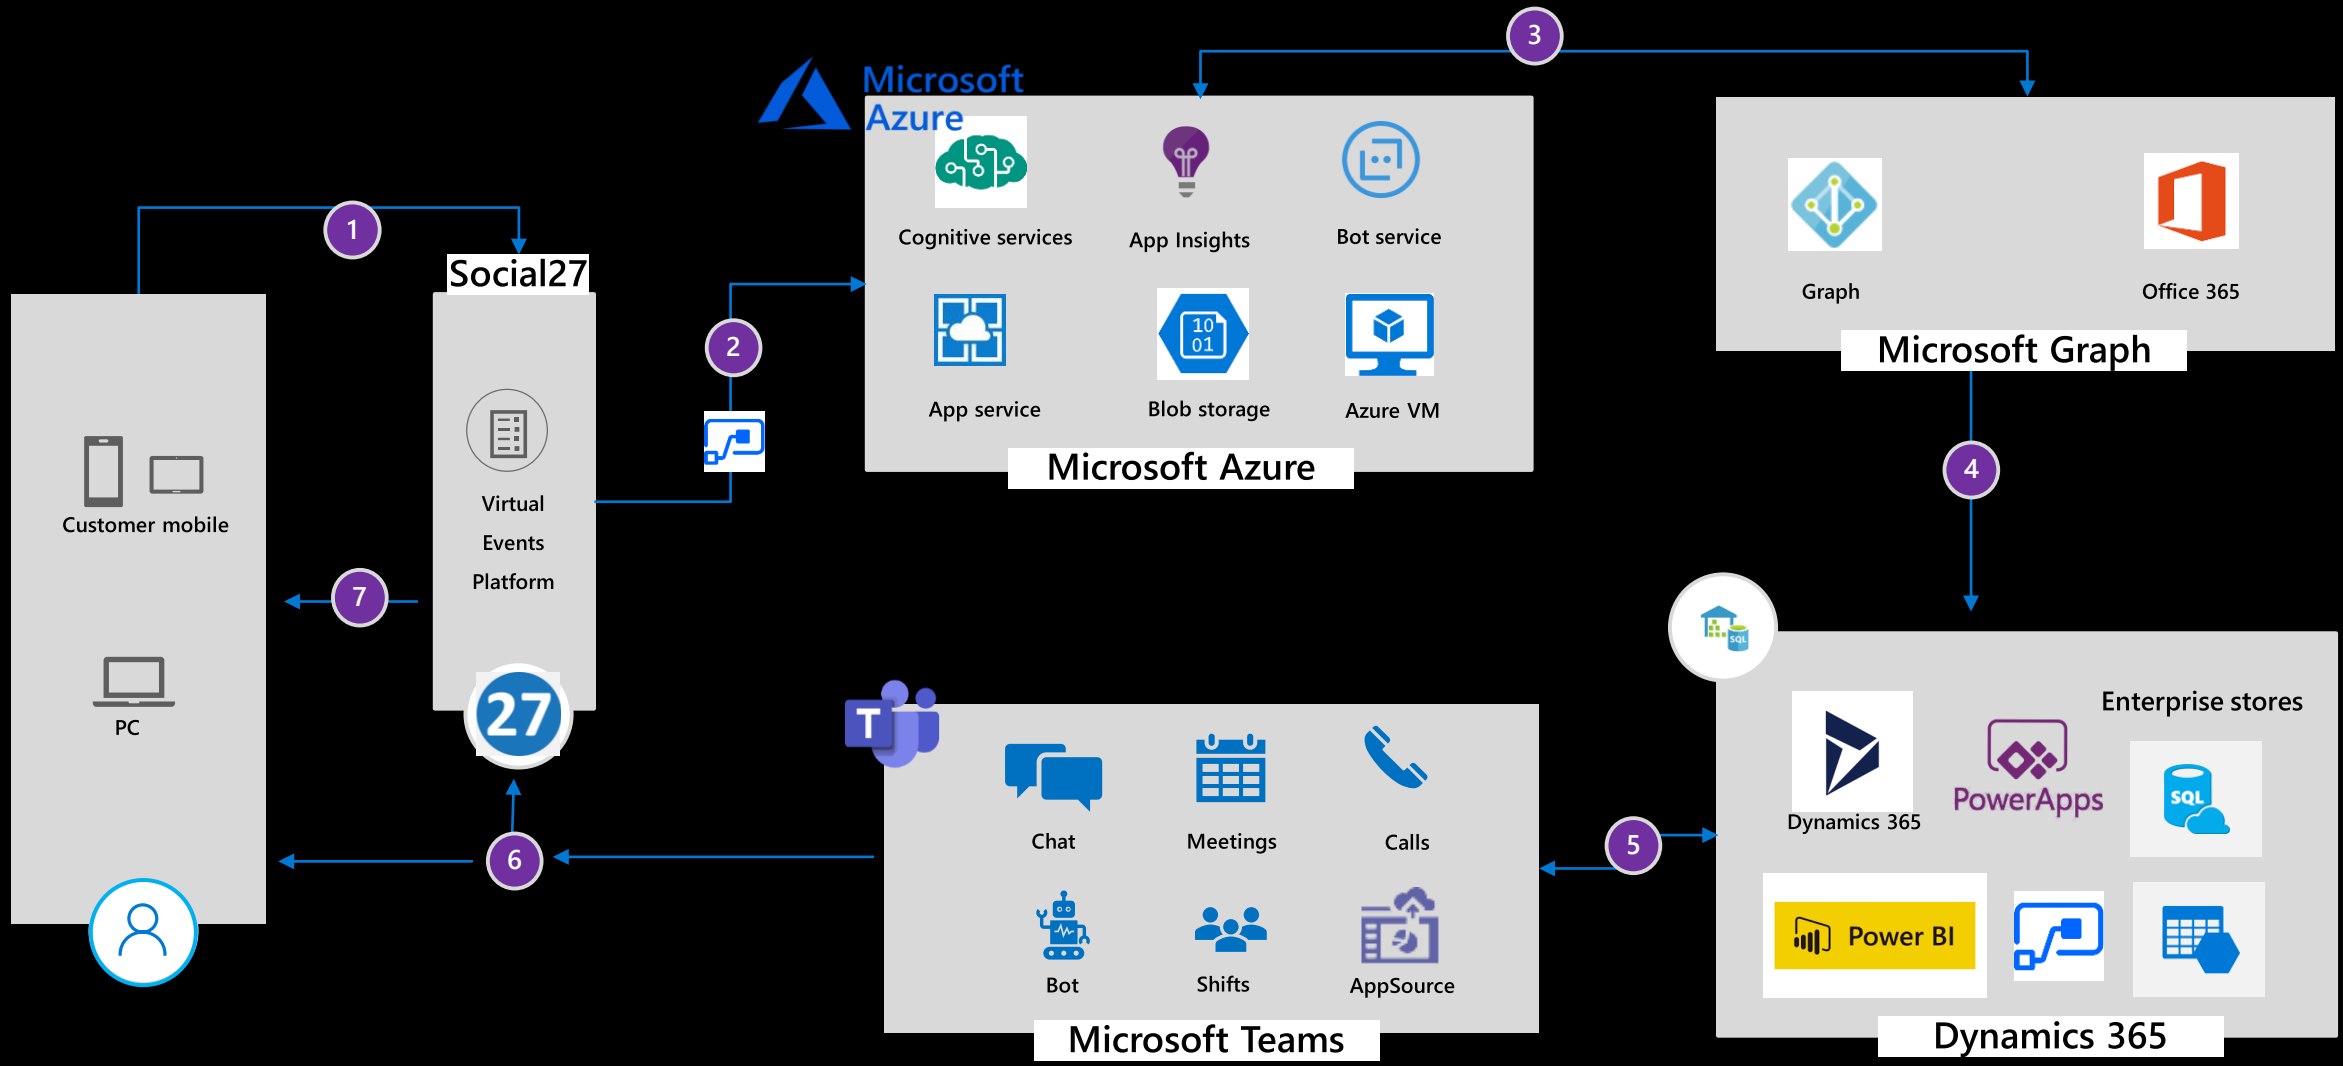 3
Microsoft
Azure
Cognitive services
App Insights
Bot service
App service
10
01
Blob storage
Azure VM
Microsoft Azure
Graph
Office 365
Microsoft Graph
1
Social27
Virtual
Events
Platform
27
2
Customer mobile
PC
7
4
6
T
Chat
Meetings
Calls
Bot
Shifts
AppSource
Microsoft Teams
5
SQL
Enterprise stores
Dynamics 365
PowerApps
SQL
Power BI
Dynamics 365